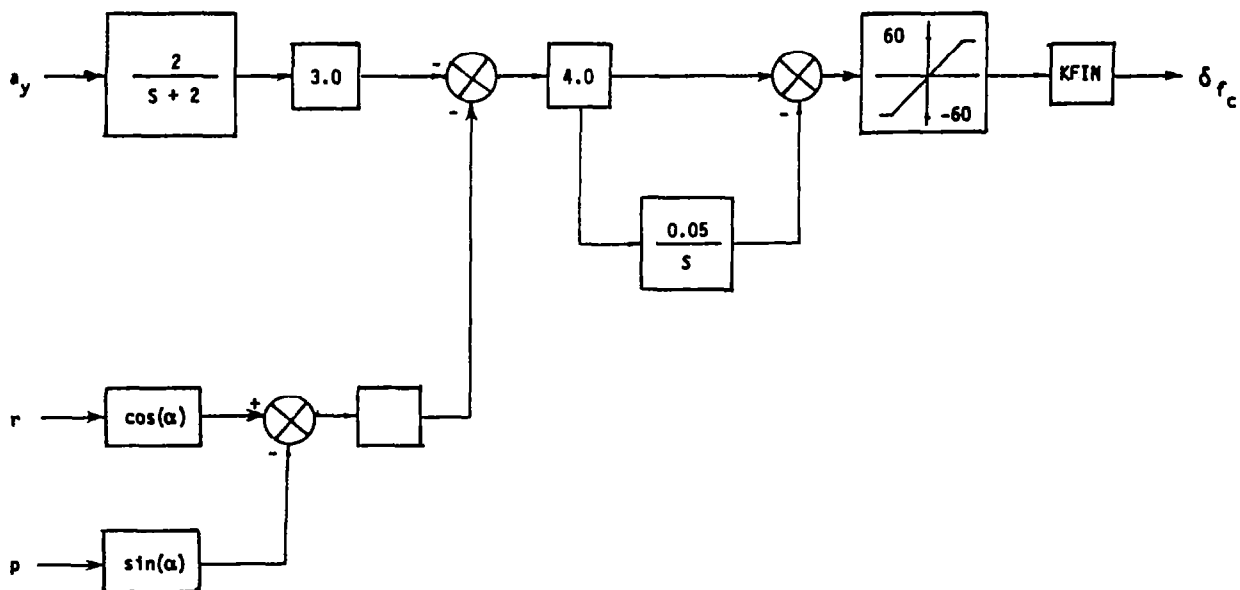 a_y
2
S + 2
3.0
-
-
4.0
-
0.05
S
60
-60
KFIN
δ_f_c
r
cos(α)
+
-
p
sin(α)